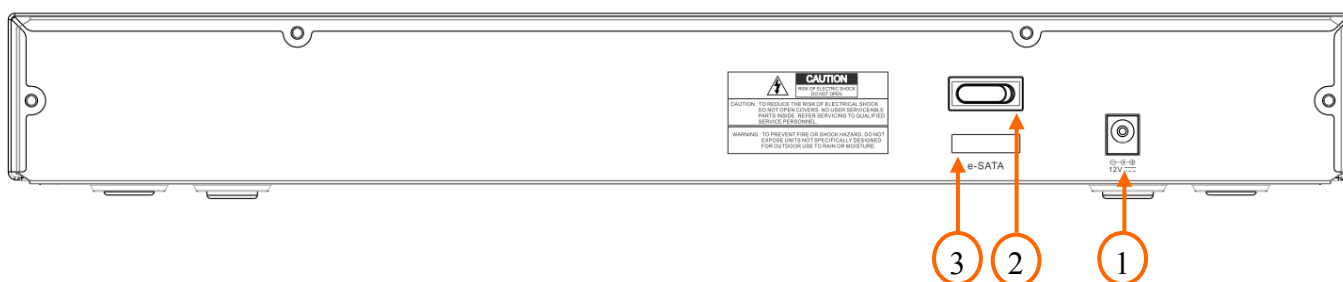 CAUTION
RISK OF ELECTRIC SHOCK
DO NOT OPEN
CAUTION : TO REDUCE THE RISK OF ELECTRICAL SHOCK .
DO NOT OPEN COVERS. NO USER SERVICEABLE
PARTS INSIDE. REFER SERVICING TO QUALIFIED
SERVICE PERSONNEL.
WARNING : TO PREVENT FIRE OR SHOCK HAZARD. DO NOT
EXPOSE UNITS NOT SPECIFICALLY DESIGNED
FOR OUTDOOR USE TO RAIN OR MOISTURE.
e-SATA
12V
3 2 1